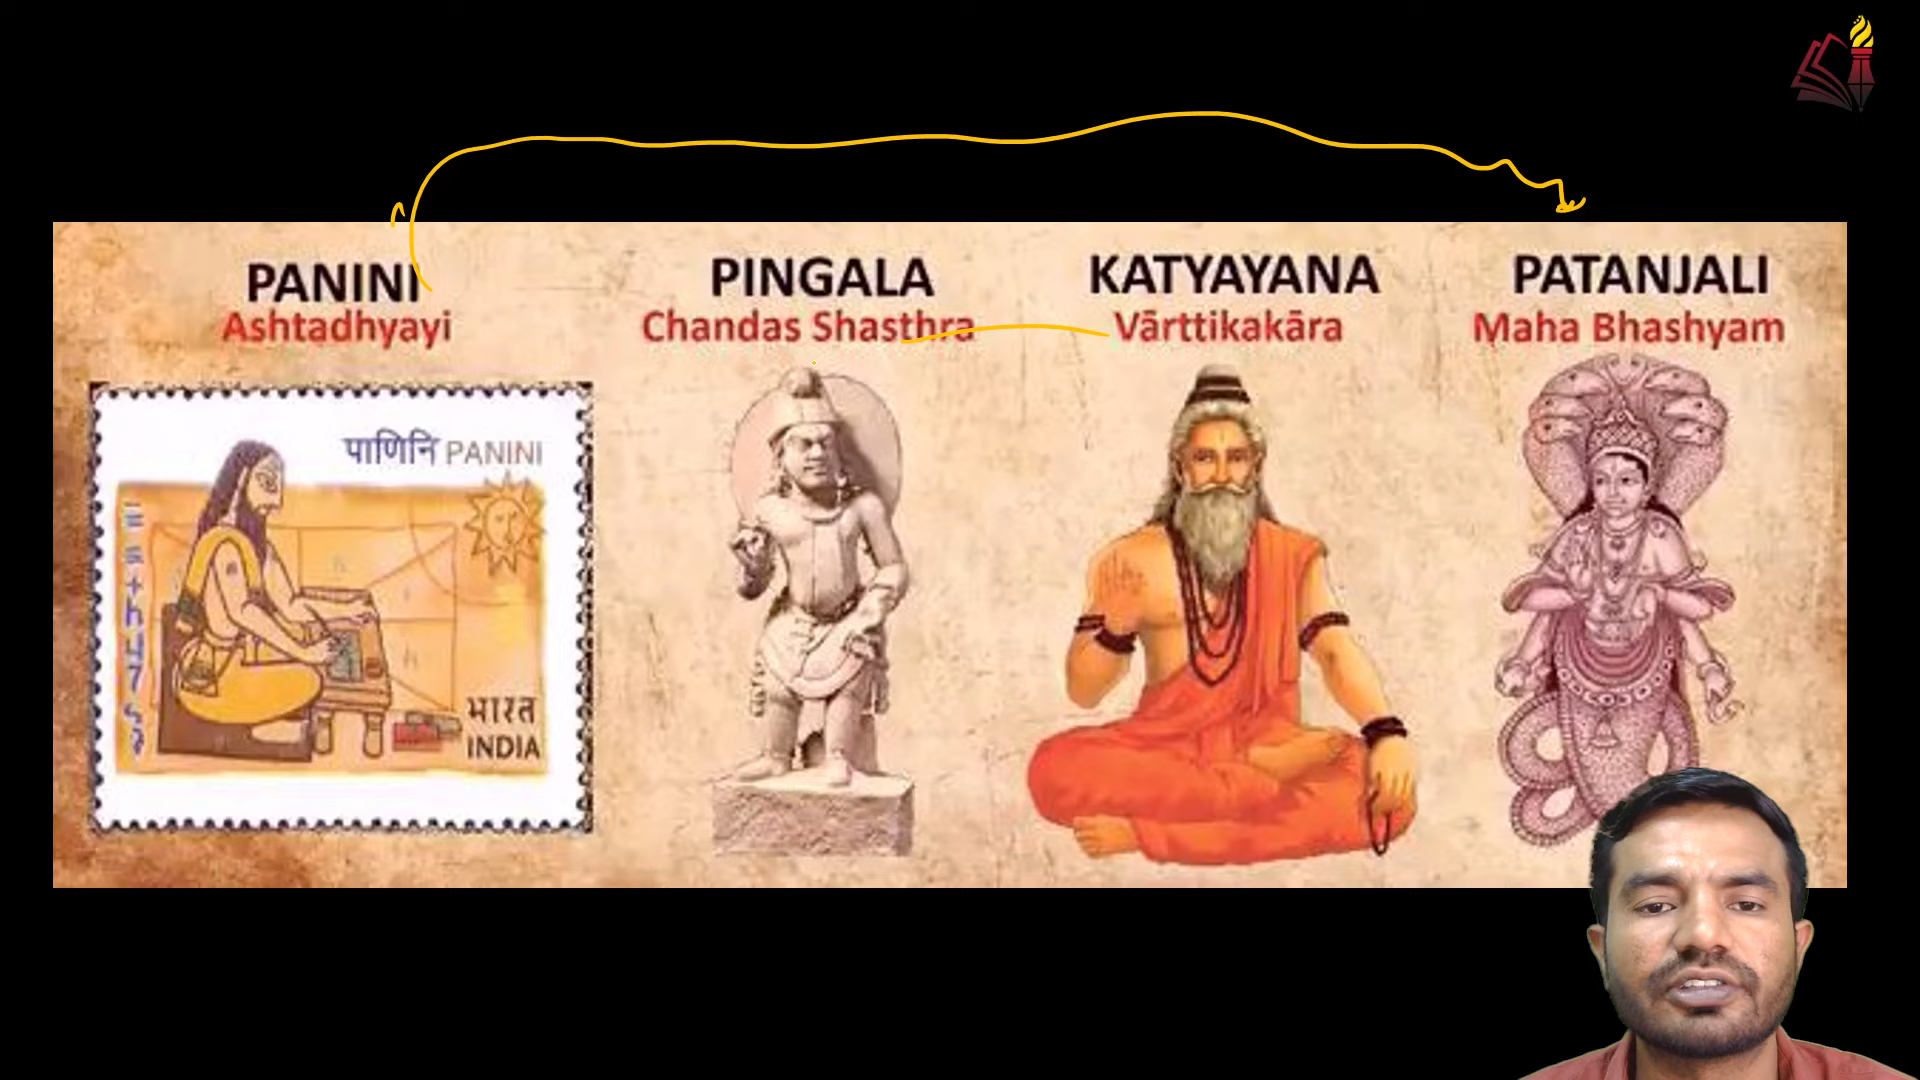 PANINI
Ashtadhyayi
PINGALA
Chandas Shasthra
KATYAYANA
Vārttikakāra
PATANJALI
Maha Bhashyam
पाणिनि PANINI
भारत
INDIA